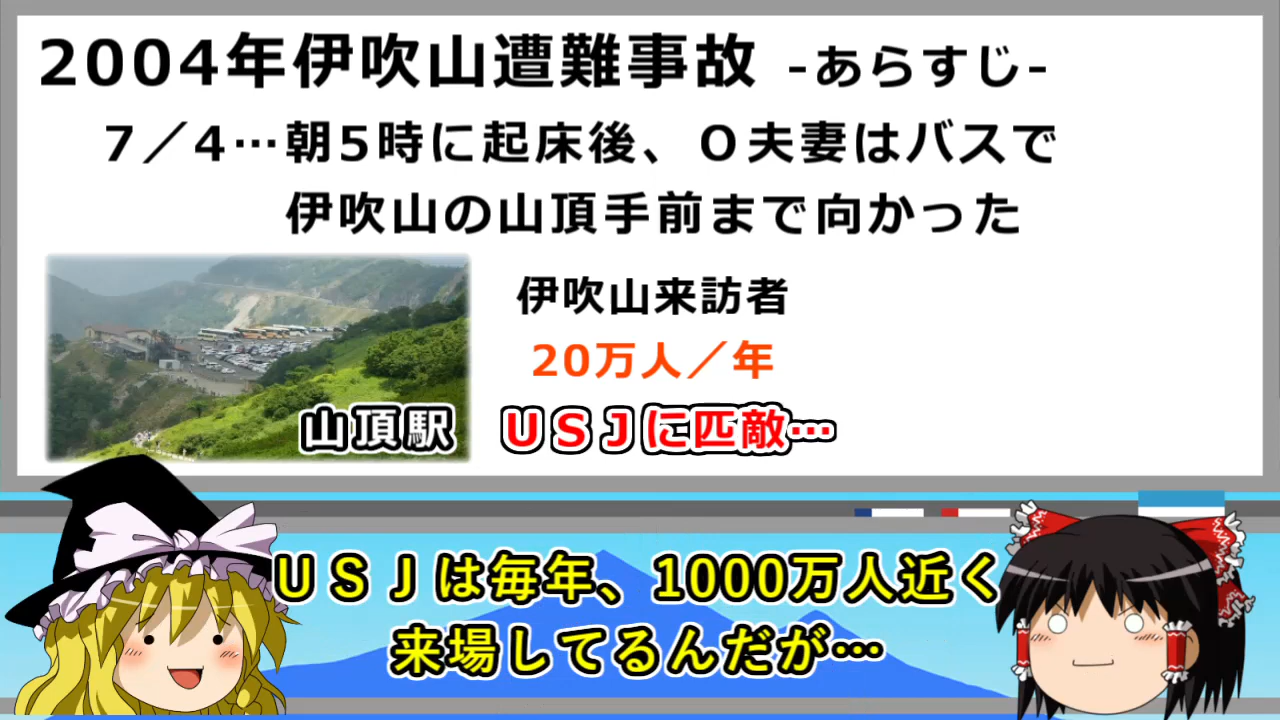 2004年伊吹山遭難事故 -あらすじ-
7／4…朝5時に起床後、O夫妻はバスで
伊吹山の山頂手前まで向かった
伊吹山来訪者
20万人／年
山頂駅
USJに匹敵…
USJは毎年、1000万人近く
来場してるんだが…